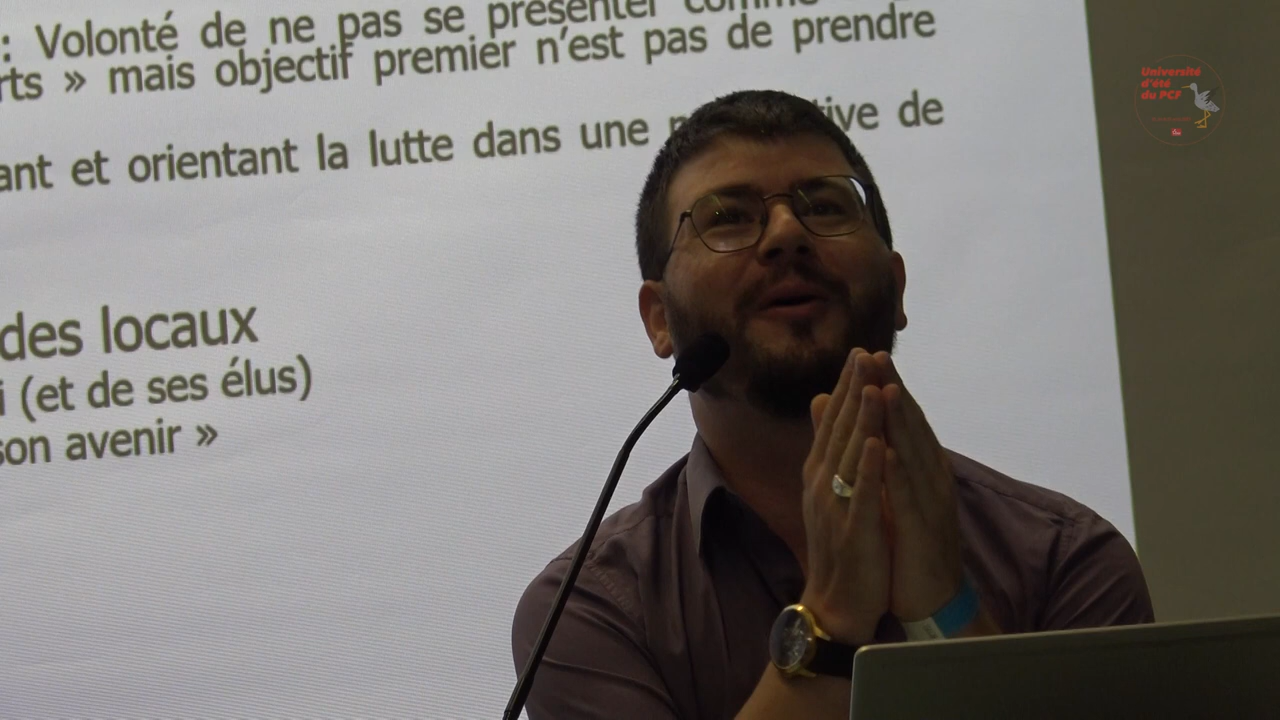 : Volonté de ne pas se présenter comme
rts » mais objectif premier n’est pas de prendre
ant et orientant la lutte dans une de
des locaux
i (et de ses élus)
son avenir »
Université
d'été
du PCF